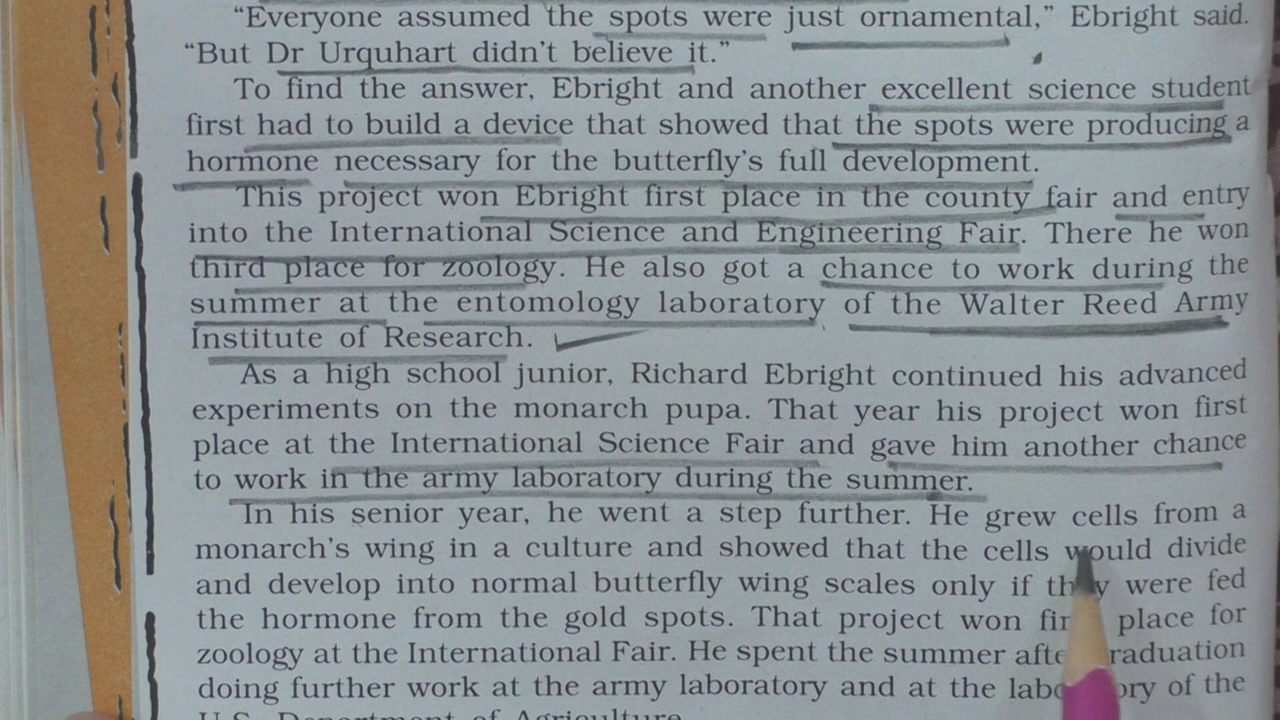 “Everyone assumed the spots were just ornamental,” Ebright said.
“But Dr Urquhart didn’t believe it.”
To find the answer, Ebright and another excellent science student
first had to build a device that showed that the spots were producing a
hormone necessary for the butterfly’s full development.
This project won Ebright first place in the county fair and entry
into the International Science and Engineering Fair. There he won
third place for zoology. He also got a chance to work during the
summer at the entomology laboratory of the Walter Reed Army
Institute of Research.
As a high school junior, Richard Ebright continued his advanced
experiments on the monarch pupa. That year his project won first
place at the International Science Fair and gave him another chance
to work in the army laboratory during the summer.
In his senior year, he went a step further. He grew cells from a
monarch’s wing in a culture and showed that the cells would divide
and develop into normal butterfly wing scales only if they were fed
the hormone from the gold spots. That project won place for
zoology at the International Fair. He spent the summer
doing further work at the army laboratory and at the of the
U.S. Department of Agriculture.